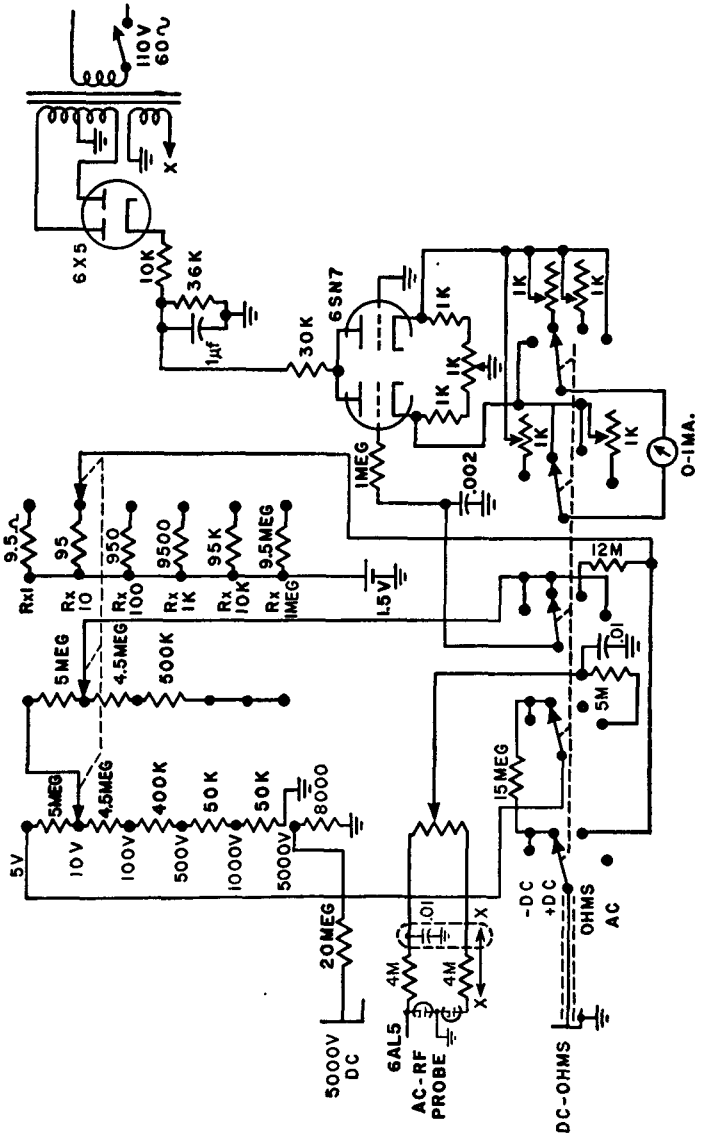 110V
60∿
X
6X5
10K
36K
1µf
30K
6SN7
1K
1K
1K
1MEG
.002
1K
1K
1K
1K
0-1MA.
9.5Ω
RX1
95
RX
10
950
RX
100
9500
RX
1K
95K
RX
10K
9.5MEG
RX
1MEG
1.5V
12M
5MEG
4.5MEG
500K
.01
5M
5V
5MEG
10V
4.5MEG
100V
400K
500V
50K
1000V
50K
5000V
8000
15MEG
20MEG
5000V
DC
-DC
+DC
OHMS
AC
.01
X
X
4M
4M
6AL5
AC-RF
PROBE
DC-OHMS